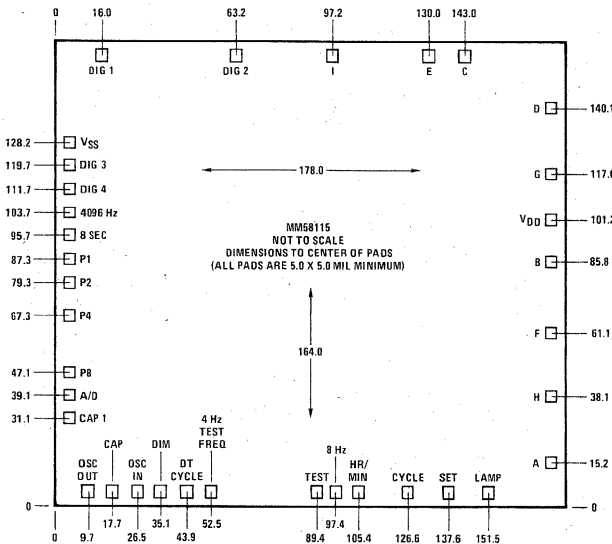 0 16.0 63.2 97.2 130.0 143.0
DIG 1 DIG 2 I E C
D 140.1
128.2 VSS
119.7 DIG 3
178.0
G 117.6
111.7 DIG 4
103.7 4096 Hz
VDD 101.2
95.7 8 SEC
MM58115
NOT TO SCALE
DIMENSIONS TO CENTER OF PADS
(ALL PADS ARE 5.0 X 5.0 MIL MINIMUM)
87.3 P1
B 85.8
79.3 P2
67.3 P4
F 61.1
164.0
47.1 P8
39.1 A/D
H 38.1
31.1 CAP 1
4 Hz
TEST
FREQ
CAP DIM
8 Hz
A 15.2
OSC
OUT
OSC
IN
DT
CYCLE
TEST
HR/
MIN
CYCLE SET LAMP
0 0
17.7 35.1 52.5 97.4
0 9.7 26.5 43.9 89.4 105.4 126.6 137.6 151.5